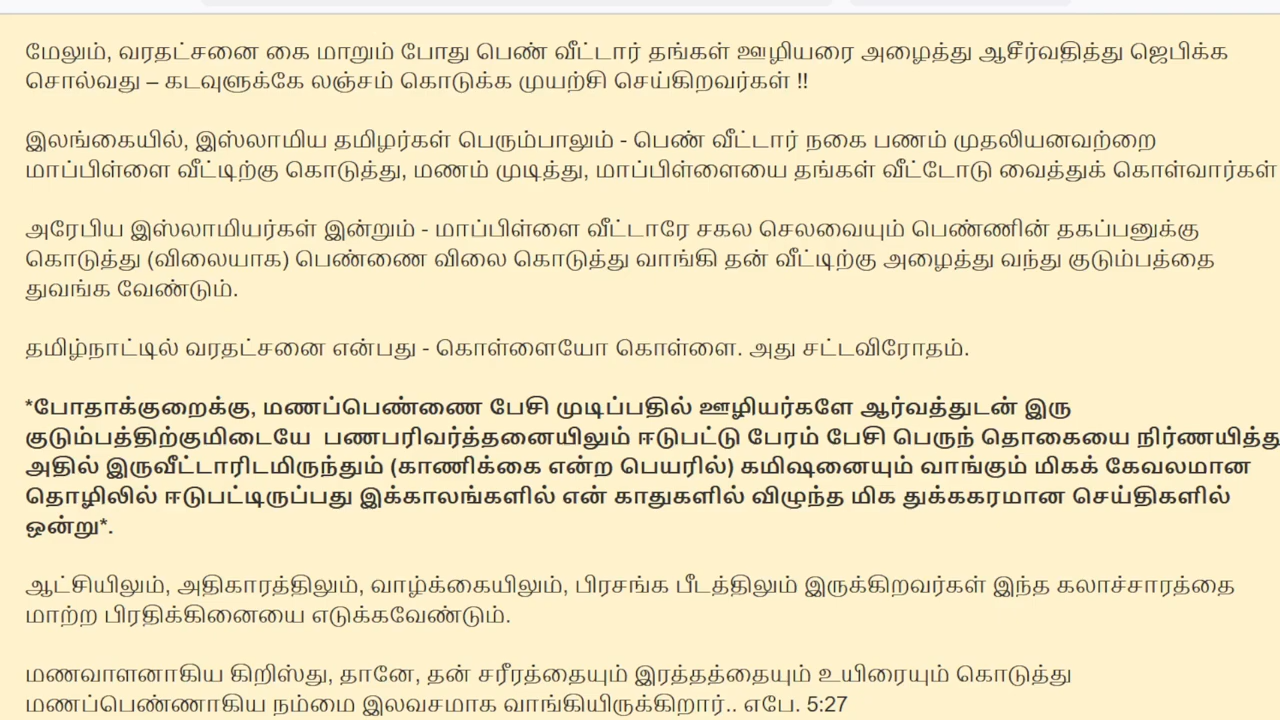 மேலும், வரதட்சனை கை மாறும் போது பெண் வீட்டார் தங்கள் ஊழியரை அழைத்து ஆசீர்வதித்து ஜெபிக்க
சொல்வது – கடவுளுக்கே லஞ்சம் கொடுக்க முயற்சி செய்கிறவர்கள் !!
இலங்கையில், இஸ்லாமிய தமிழர்கள் பெரும்பாலும் - பெண் வீட்டார் நகை பணம் முதலியனவற்றை
மாப்பிள்ளை வீட்டிற்கு கொடுத்து, மணம் முடித்து, மாப்பிள்ளையை தங்கள் வீட்டோடு வைத்துக் கொள்வார்கள்
அரேபிய இஸ்லாமியர்கள் இன்றும் - மாப்பிள்ளை வீட்டாரே சகல செலவையும் பெண்ணின் தகப்பனுக்கு
கொடுத்து (விலையாக) பெண்ணை விலை கொடுத்து வாங்கி தன் வீட்டிற்கு அழைத்து வந்து குடும்பத்தை
துவங்க வேண்டும்.
தமிழ்நாட்டில் வரதட்சனை என்பது - கொள்ளையோ கொள்ளை. அது சட்டவிரோதம்.
*போதாக்குறைக்கு, மணப்பெண்ணை பேசி முடிப்பதில் ஊழியர்களே ஆர்வத்துடன் இரு
குடும்பத்திற்குமிடையே பணபரிவர்த்தனையிலும் ஈடுபட்டு பேரம் பேசி பெருந் தொகையை நிர்ணயித்து
அதில் இருவீட்டாரிடமிருந்தும் (காணிக்கை என்ற பெயரில்) கமிஷனையும் வாங்கும் மிகக் கேவலமான
தொழிலில் ஈடுபட்டிருப்பது இக்காலங்களில் என் காதுகளில் விழுந்த மிக துக்ககரமான செய்திகளில்
ஒன்று*.
ஆட்சியிலும், அதிகாரத்திலும், வாழ்க்கையிலும், பிரசங்க பீடத்திலும் இருக்கிறவர்கள் இந்த கலாச்சாரத்தை
மாற்ற பிரதிக்கினையை எடுக்கவேண்டும்.
மணவாளனாகிய கிறிஸ்து, தானே, தன் சரீரத்தையும் இரத்தத்தையும் உயிரையும் கொடுத்து
மணப்பெண்ணாகிய நம்மை இலவசமாக வாங்கியிருக்கிறார்.. எபே. 5:27